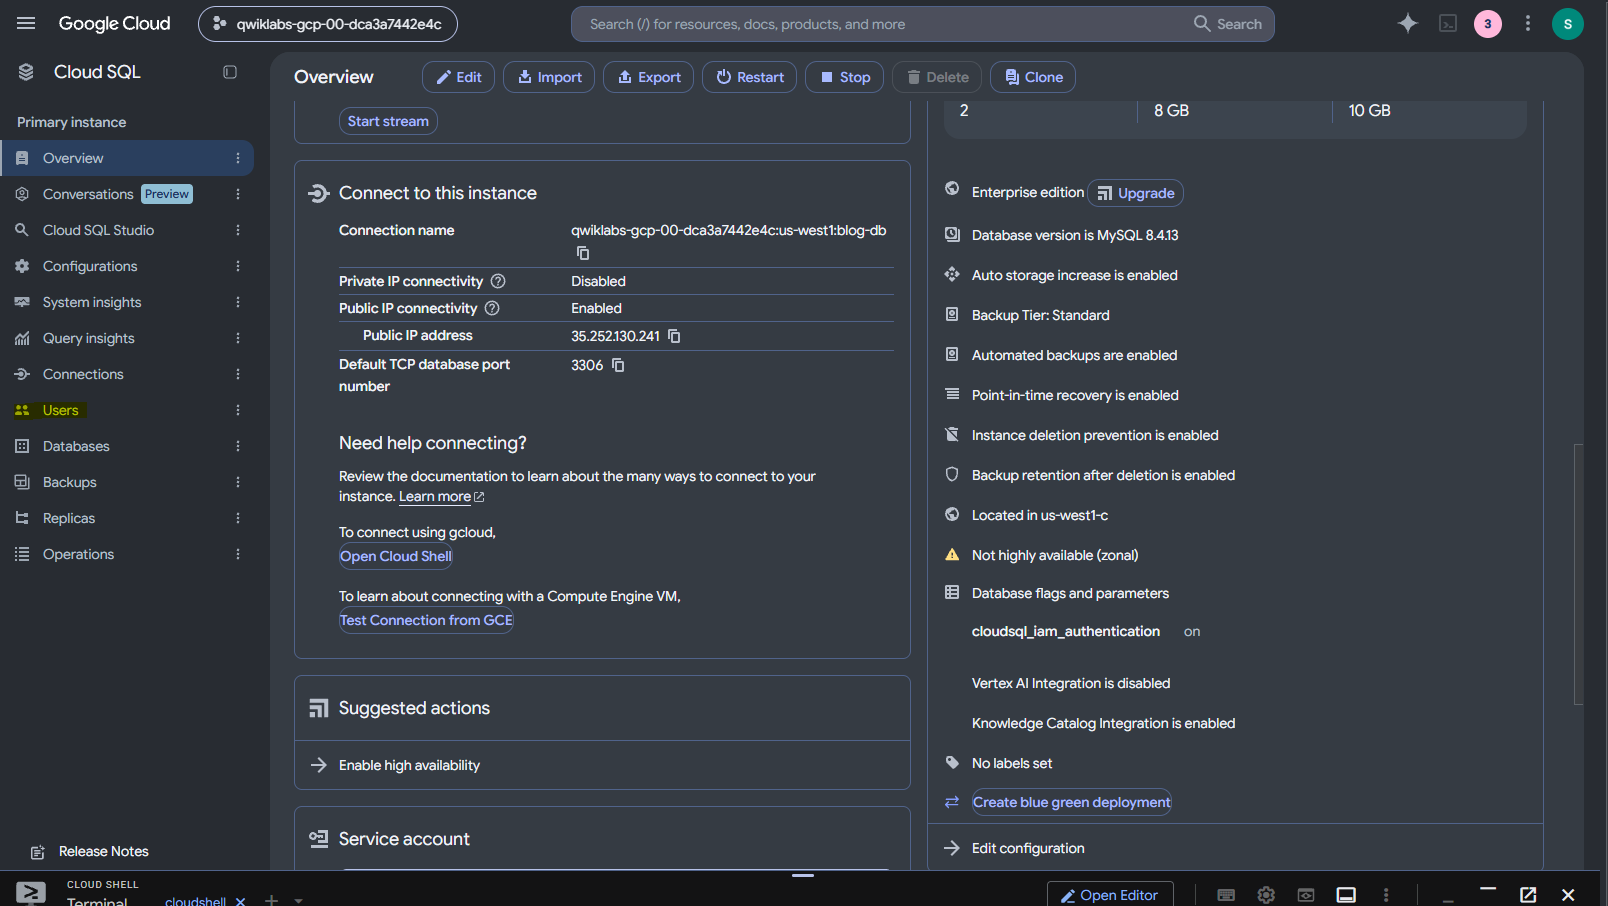 Google Cloud
qwiklabs-gcp-00-dca3a7442e4c
Search (/) for resources, docs, products, and more
Search
3
S
Cloud SQL
Primary instance
Overview
Conversations Preview
Cloud SQL Studio
Configurations
System insights
Query insights
Connections
Users
Databases
Backups
Replicas
Operations
Release Notes
Overview
Edit
Import
Export
Restart
Stop
Delete
Clone
Start stream
Connect to this instance
Connection name qwiklabs-gcp-00-dca3a7442e4c:us-west1:blog-db
Private IP connectivity Disabled
Public IP connectivity Enabled
Public IP address 35.252.130.241
Default TCP database port 3306
number
Need help connecting?
Review the documentation to learn about the many ways to connect to your
instance. Learn more
To connect using gcloud,
Open Cloud Shell
To learn about connecting with a Compute Engine VM,
Test Connection from GCE
Suggested actions
Enable high availability
Service account
2 8 GB 10 GB
Enterprise edition Upgrade
Database version is MySQL 8.4.13
Auto storage increase is enabled
Backup Tier: Standard
Automated backups are enabled
Point-in-time recovery is enabled
Instance deletion prevention is enabled
Backup retention after deletion is enabled
Located in us-west1-c
Not highly available (zonal)
Database flags and parameters
cloudsql_iam_authentication on
Vertex AI Integration is disabled
Knowledge Catalog Integration is enabled
No labels set
Create blue green deployment
Edit configuration
CLOUD SHELL
Terminal
cloudshell
Open Editor